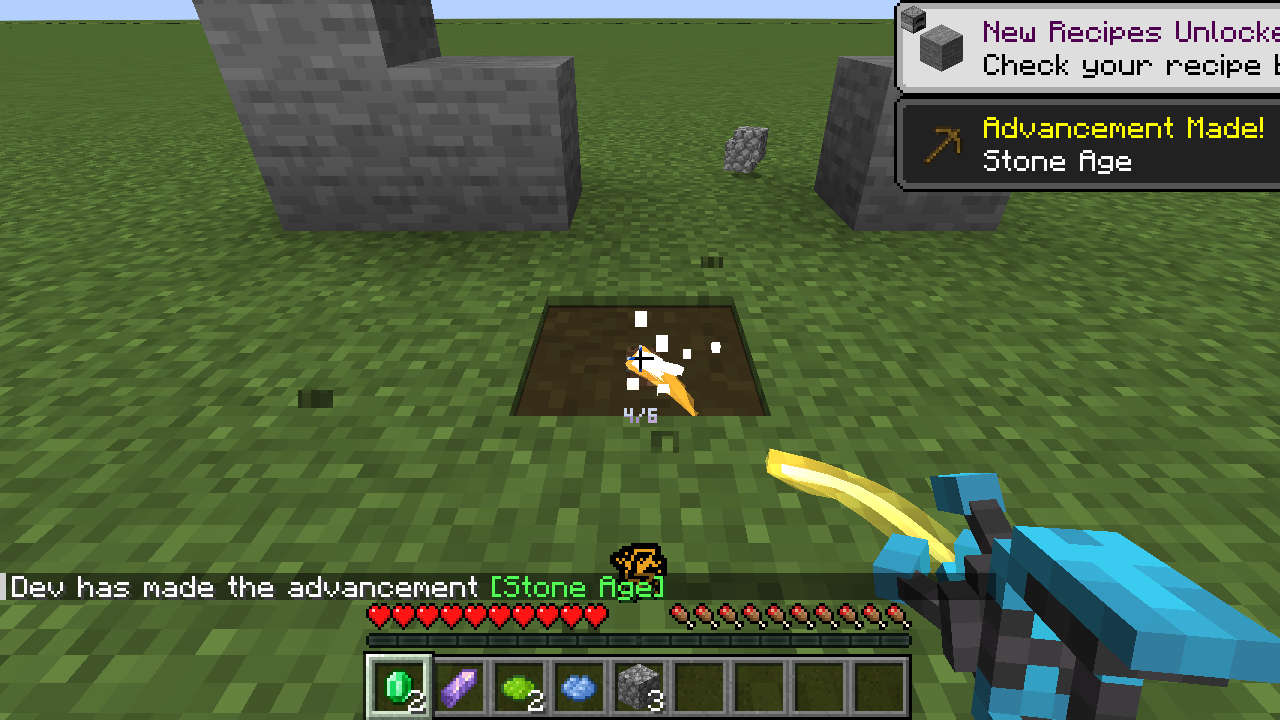 New Recipes Unlocke
Check your recipe b
Advancement Made!
Stone Age
4/6
Dev has made the advancement [Stone Age]
2
2
3